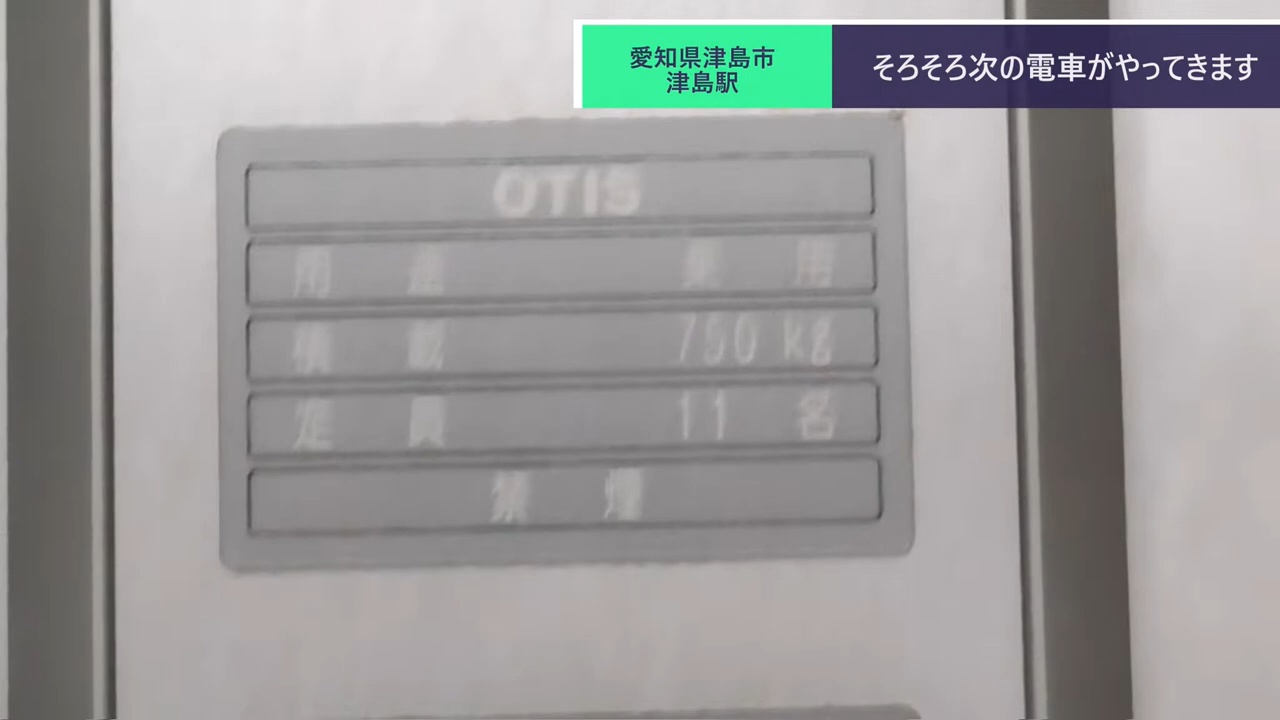 愛知県津島市
津島駅
そろそろ次の電車がやってきます
OTIS
用途 乗用
積載 750 kg
定員 11 名
禁煙